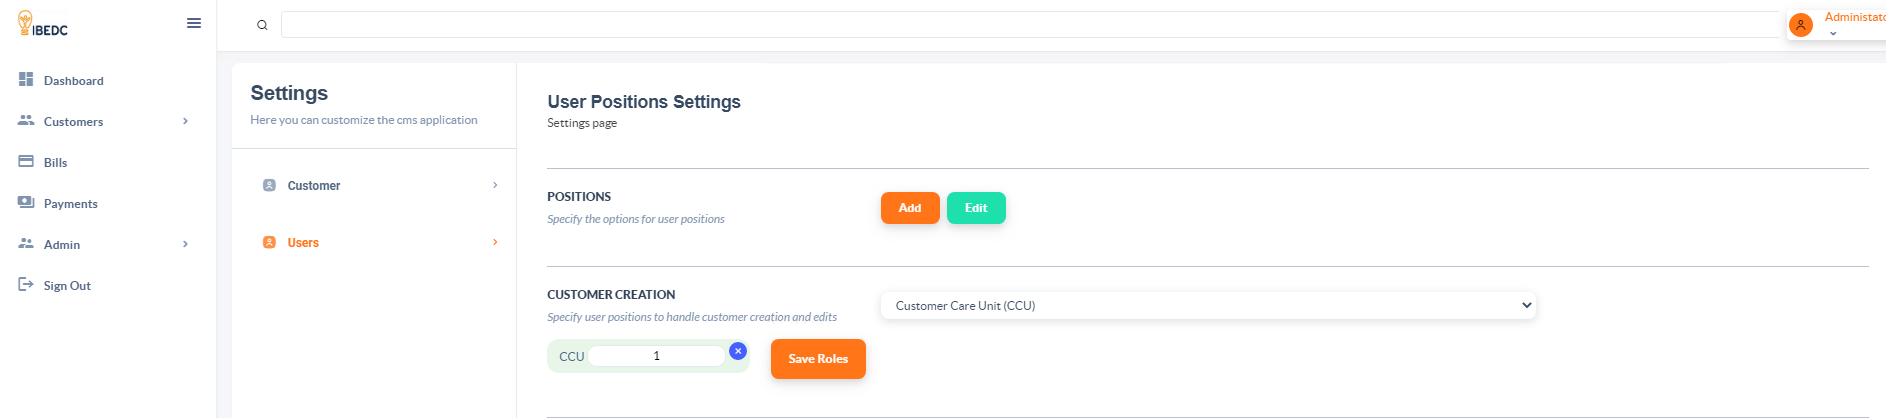 IBEDC
Dashboard
Customers
Bills
Payments
Admin
Sign Out
Administato
Settings
Here you can customize the cms application
Customer
Users
User Positions Settings
Settings page
POSITIONS
Specify the options for user positions
Add Edit
CUSTOMER CREATION
Specify user positions to handle customer creation and edits
Customer Care Unit (CCU)
CCU 1
Save Roles